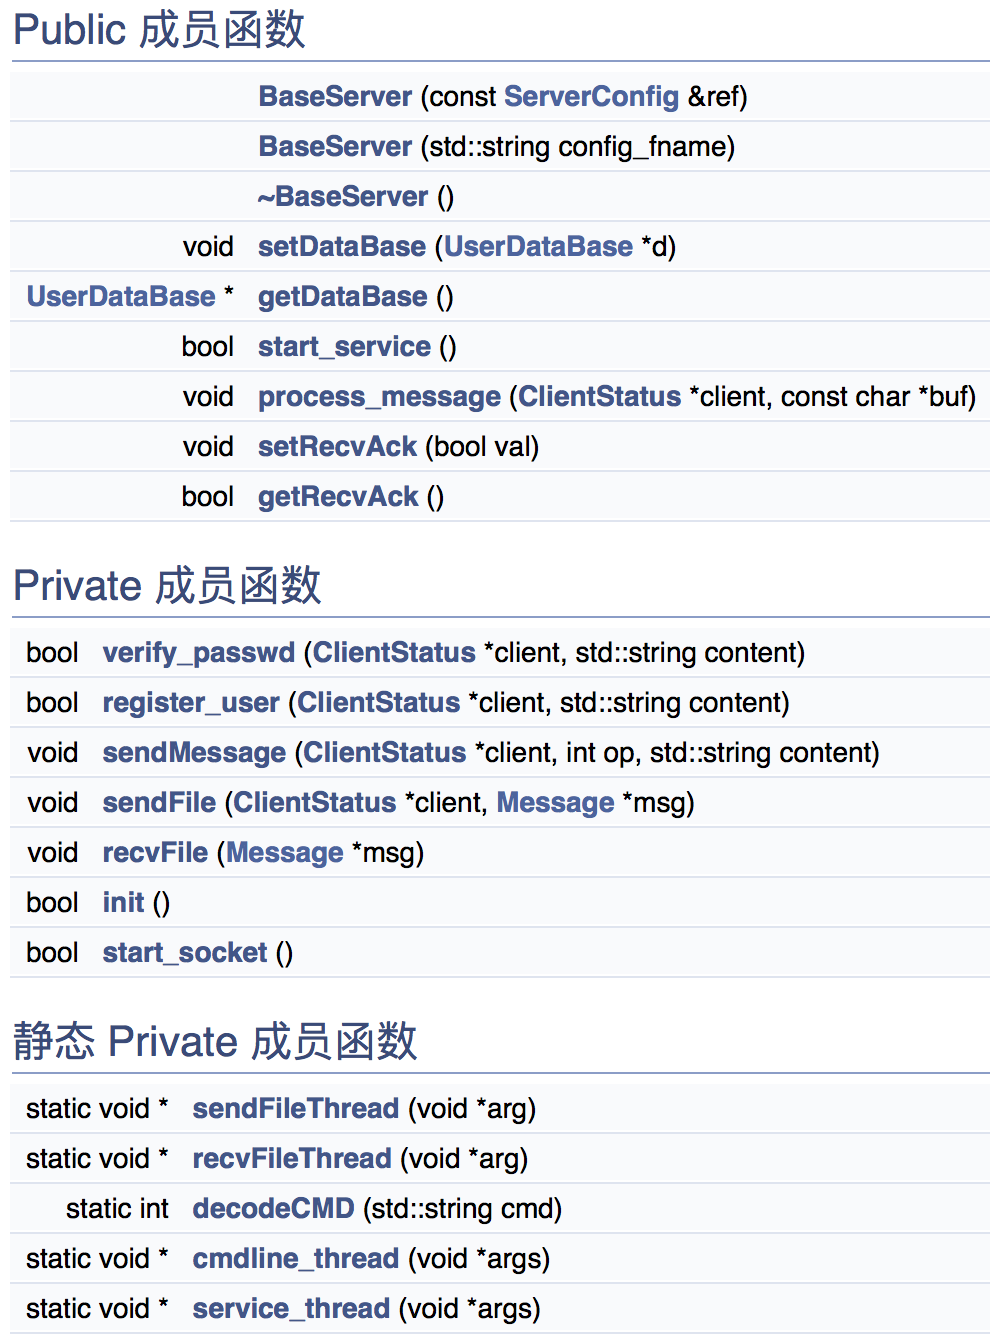 Public 成员函数
BaseServer (const ServerConfig &ref)
BaseServer (std::string config_fname)
~BaseServer ()
void setDataBase (UserDataBase *d)
UserDataBase * getDataBase ()
bool start_service ()
void process_message (ClientStatus *client, const char *buf)
void setRecvAck (bool val)
bool getRecvAck ()
Private 成员函数
bool verify_passwd (ClientStatus *client, std::string content)
bool register_user (ClientStatus *client, std::string content)
void sendMessage (ClientStatus *client, int op, std::string content)
void sendFile (ClientStatus *client, Message *msg)
void recvFile (Message *msg)
bool init ()
bool start_socket ()
静态 Private 成员函数
static void * sendFileThread (void *arg)
static void * recvFileThread (void *arg)
static int decodeCMD (std::string cmd)
static void * cmdline_thread (void *args)
static void * service_thread (void *args)